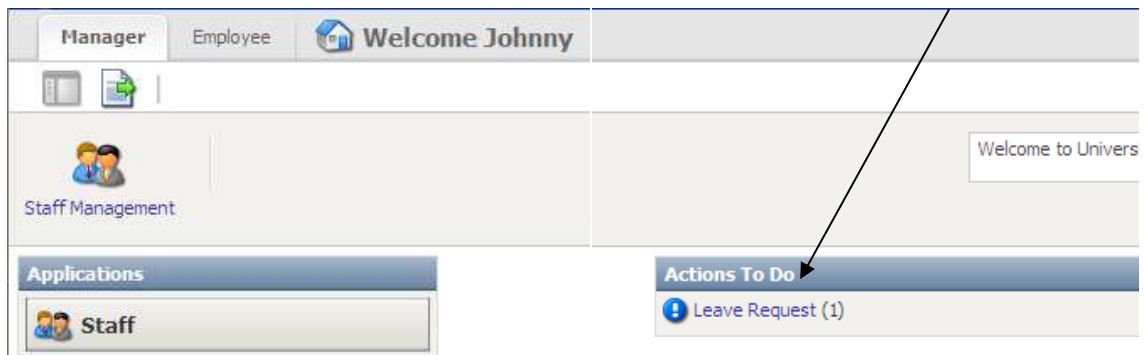 Manager Employee Welcome Johnny
Welcome to Univers
Staff Management
Applications
Staff
Actions To Do
Leave Request (1)